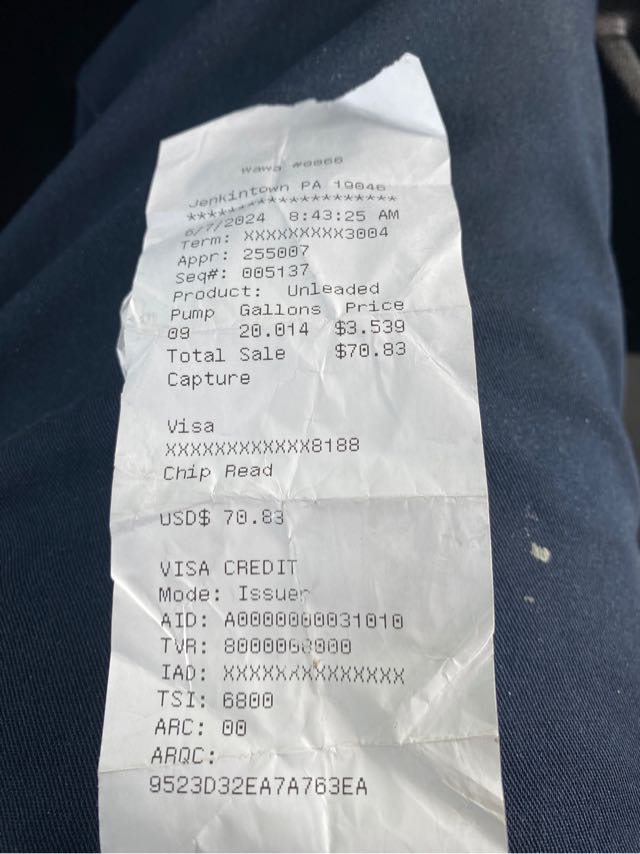 Wawa #0060
Jenkintown PA 19046
********************
6/7/2024 8:43:25 AM
Term: XXXXXXXXX3004
Appr: 255007
Seq#: 005137
Product: Unleaded
Pump Gallons Price
09 20.014 $3.539
Total Sale $70.83
Capture
Visa
XXXXXXXXXXXX8188
Chip Read
USD$ 70.83
VISA CREDIT
Mode: Issuer
AID: A0000000031010
TVR: 8000008000
IAD: XXXXXXXXXXXXXX
TSI: 6800
ARC: 00
ARQC:
9523D32EA7A763EA